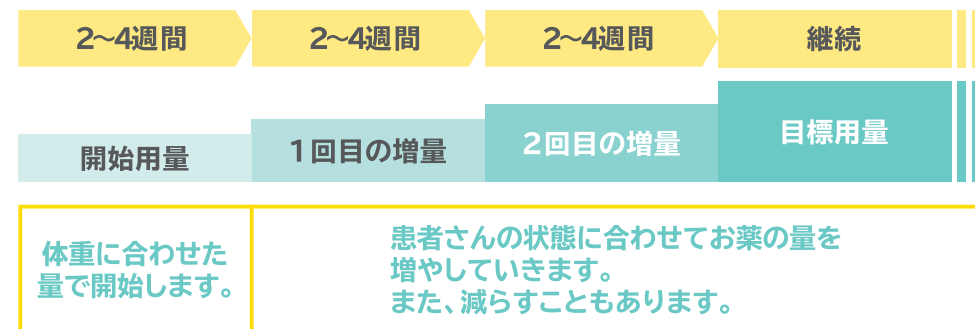 2～4週間
2～4週間
2～4週間
継続
開始用量
1回目の増量
2回目の増量
目標用量
体重に合わせた
量で開始します。
患者さんの状態に合わせてお薬の量を
増やしていきます。
また、減らすこともあります。